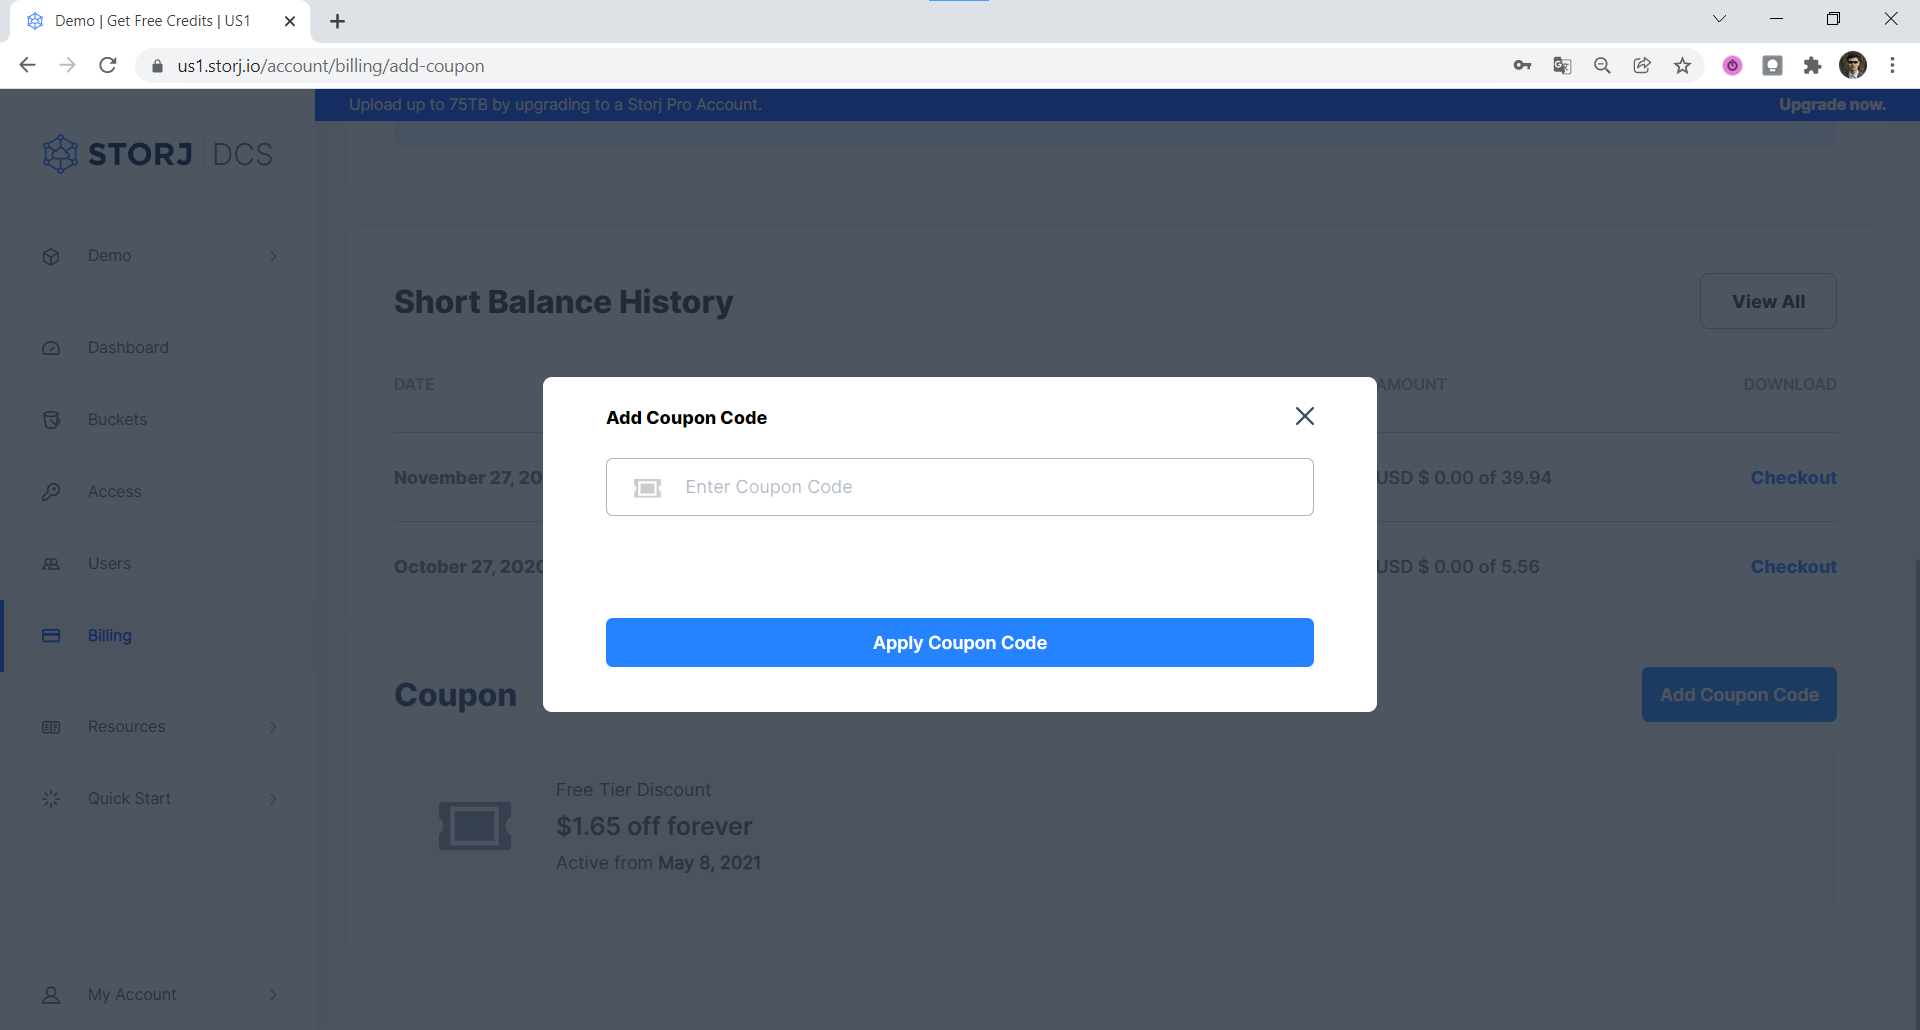 Demo | Get Free Credits | US1
us1.storj.io/account/billing/add-coupon
Upload up to 75TB by upgrading to a Storj Pro Account.
Upgrade now.
STORJ DCS
Demo
Dashboard
Buckets
Access
Users
Billing
Resources
Quick Start
My Account
Short Balance History
View All
DATE
AMOUNT
DOWNLOAD
November 27, 20
USD $ 0.00 of 39.94
Checkout
October 27, 2020
USD $ 0.00 of 5.56
Checkout
Add Coupon Code
Enter Coupon Code
Apply Coupon Code
Coupon
Add Coupon Code
Free Tier Discount
$1.65 off forever
Active from May 8, 2021